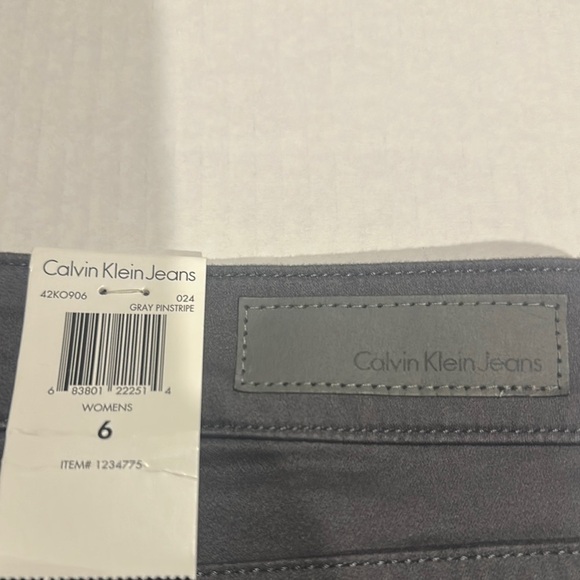 Calvin Klein Jeans
42KO906 024
GRAY PINSTRIPE
6 83801 22251 4
WOMENS
6
ITEM# 1234775
Calvin Klein Jeans